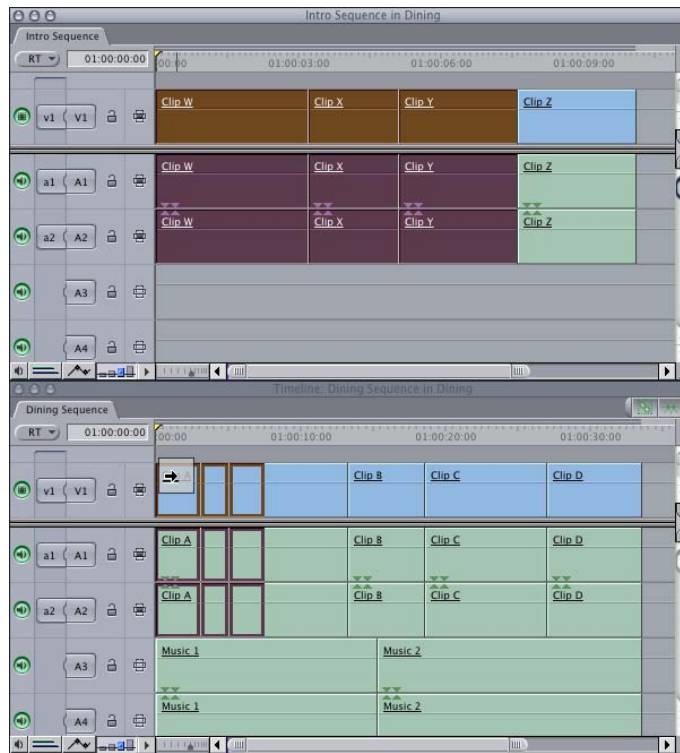 Intro Sequence in Dining
Intro Sequence
RT 01:00:00:00 00:00 01:00:03:00 01:00:06:00 01:00:09:00
v1 V1 Clip W Clip X Clip Y Clip Z
a1 A1 Clip W Clip X Clip Y Clip Z
a2 A2 Clip W Clip X Clip Y Clip Z
A3
A4
Timeline: Dining Sequence in Dining
Dining Sequence
RT 01:00:00:00 :00:00 01:00:10:00 01:00:20:00 01:00:30:00
v1 V1 A Clip B Clip C Clip D
a1 A1 Clip A Clip B Clip C Clip D
a2 A2 Clip A Clip B Clip C Clip D
A3 Music 1 Music 2
A4 Music 1 Music 2